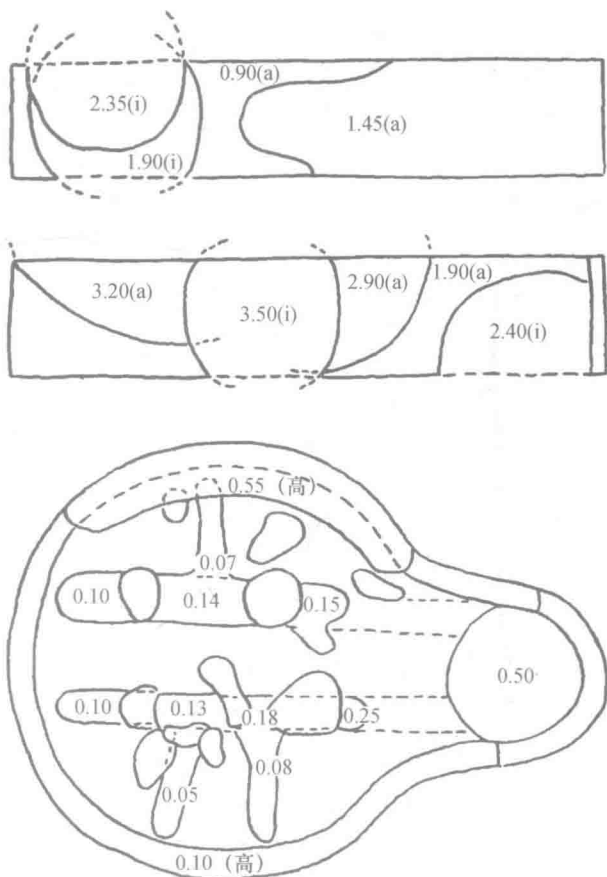 0.90(a)
2.35(i)
1.45(a)
1.90(i)
1.90(a)
2.90(a)
3.20(a)
3.50(i)
2.40(i)
0.55（高）
0.07
0.10
0.14
0.15
0.50
0.10
0.13
0.18
0.25
0.08
0.05
0.10（高）